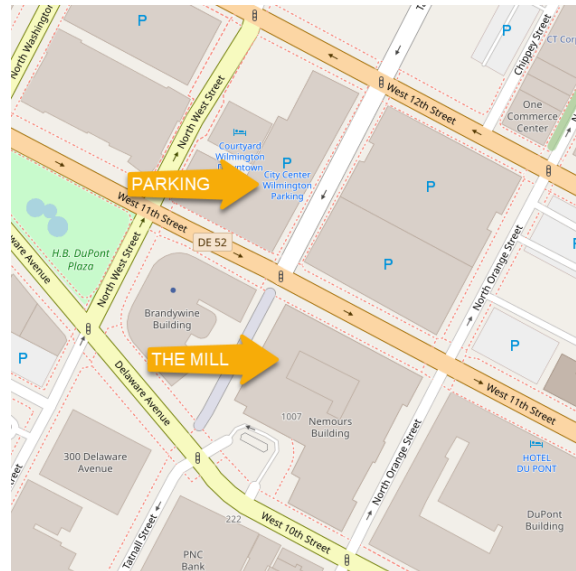 North Washington
P
North West Street
Ta
P
Chippey Street
CT Corp
West 12th Street
One
Commerce
Center
Courtyard
Wilmington
Downtown
P
City Center
Wilmington
Parking
PARKING
P
West 11th Street
DE 52
H.B. DuPont
Plaza
North West Street
Delaware Avenue
P
North Orange Street
Brandywine
Building
P
THE MILL
P
Delaware Avenue
West 11th Street
1007
Nemours
Building
300 Delaware
Avenue
North Orange Street
HOTEL
DU PONT
Tatnall Street
222
West 10th Street
DuPont
Building
PNC
Bank